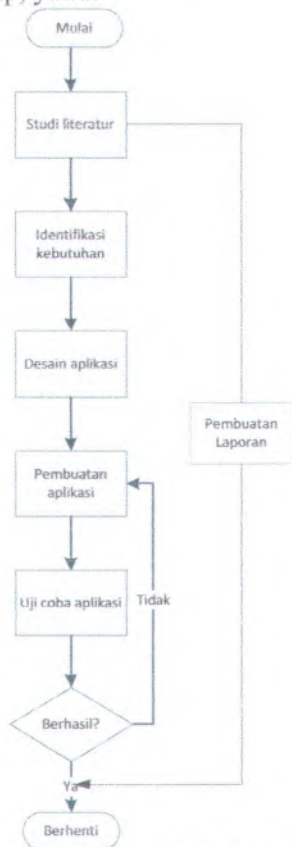 Mulai
Studi literatur
Identifikasi
kebutuhan
Desain aplikasi
Pembuatan
Laporan
Pembuatan
aplikasi
Uji coba aplikasi
Tidak
Berhasil?
Ya
Berhenti